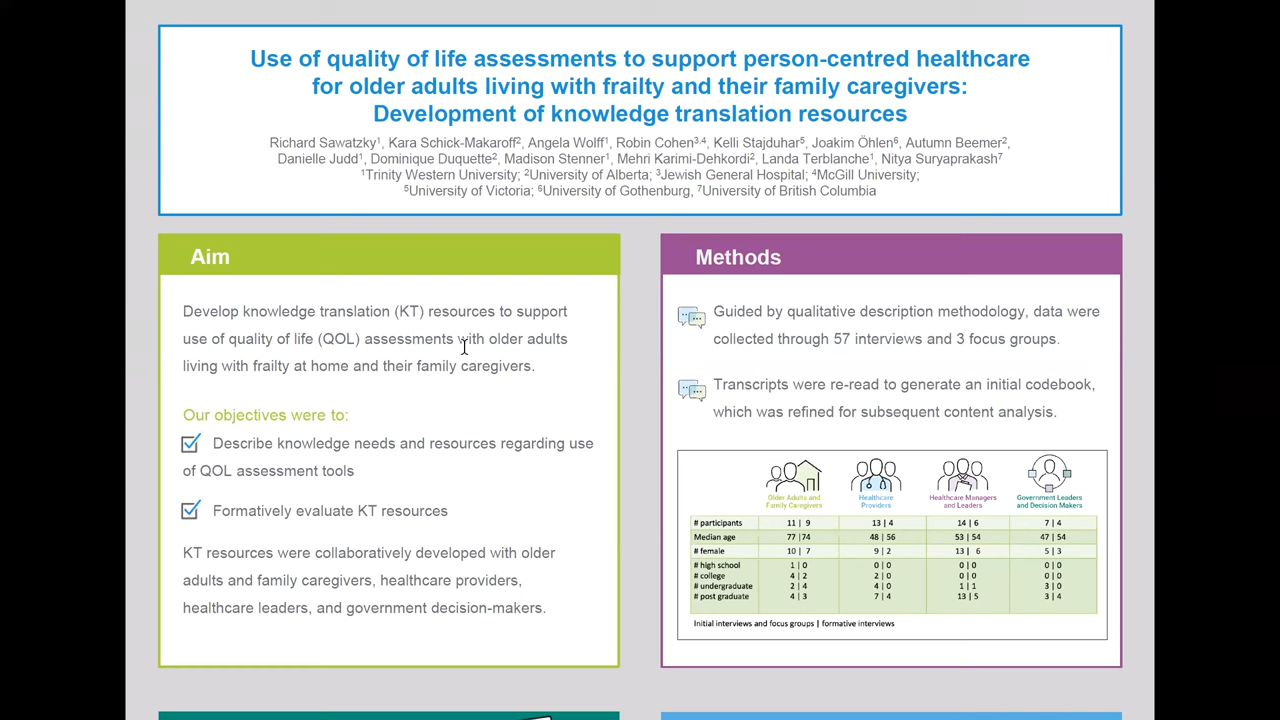 Use of quality of life assessments to support person-centred healthcare
for older adults living with frailty and their family caregivers:
Development of knowledge translation resources
Richard Sawatzky¹, Kara Schick-Makaroff², Angela Wolff¹, Robin Cohen³,⁴, Kelli Stajduhar⁵, Joakim Öhlen⁶, Autumn Beemer²,
Danielle Judd¹, Dominique Duquette², Madison Stenner¹, Mehri Karimi-Dehkordi², Landa Terblanche¹, Nitya Suryaprakash⁷
¹Trinity Western University; ²University of Alberta; ³Jewish General Hospital; ⁴McGill University;
⁵University of Victoria; ⁶University of Gothenburg, ⁷University of British Columbia
Aim
Develop knowledge translation (KT) resources to support
use of quality of life (QOL) assessments with older adults
living with frailty at home and their family caregivers.
Our objectives were to:
Describe knowledge needs and resources regarding use
of QOL assessment tools
Formatively evaluate KT resources
KT resources were collaboratively developed with older
adults and family caregivers, healthcare providers,
healthcare leaders, and government decision-makers.
Methods
Guided by qualitative description methodology, data were
collected through 57 interviews and 3 focus groups.
Transcripts were re-read to generate an initial codebook,
which was refined for subsequent content analysis.
Older Adults and Healthcare Healthcare Managers Government Leaders
Family Caregivers Providers and Leaders and Decision Makers
# participants 11 | 9 13 | 4 14 | 6 7 | 4
Median age 77 |74 48 | 56 53 | 54 47 | 54
# female 10 | 7 9 | 2 13 | 6 5 | 3
# high school 1 | 0 0 | 0 0 | 0 0 | 0
# college 4 | 2 2 | 0 0 | 0 0 | 0
# undergraduate 2 | 4 4 | 0 1 | 1 3 | 0
# post graduate 4 | 3 7 | 4 13 | 5 3 | 4
Initial interviews and focus groups | formative interviews